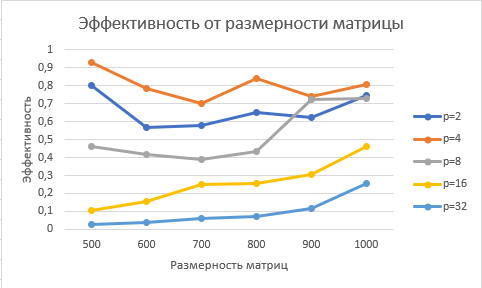 Эффективность от размерности матрицы
1
0,9
0,8
0,7
0,6
0,5
0,4
0,3
0,2
0,1
0
Эффективность
500 600 700 800 900 1000
Размерность матриц
p=2
p=4
p=8
p=16
p=32